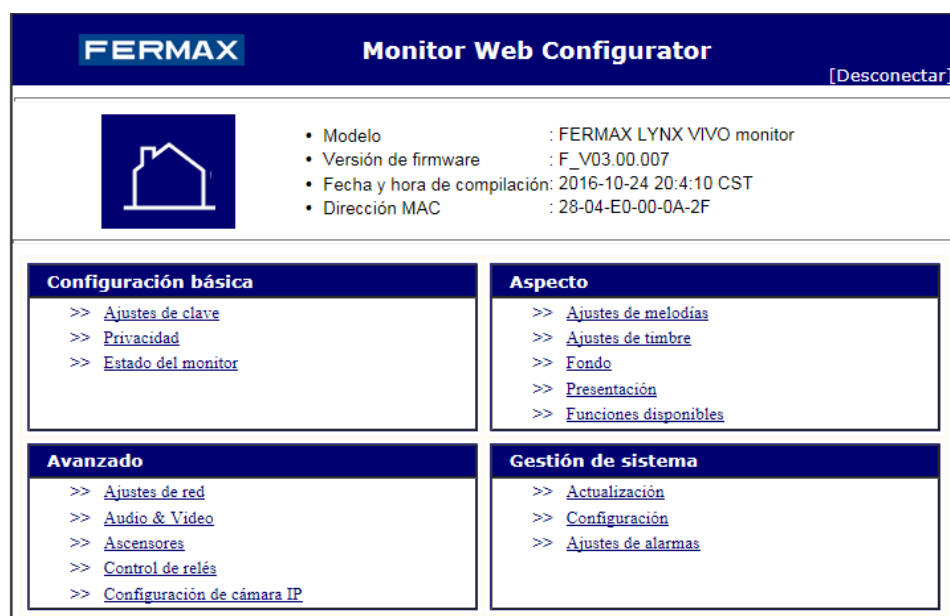 FERMAX
Monitor Web Configurator
[Desconectar]
• Modelo : FERMAX LYNX VIVO monitor
• Versión de firmware : F_V03.00.007
• Fecha y hora de compilación: 2016-10-24 20:4:10 CST
• Dirección MAC : 28-04-E0-00-0A-2F
Configuración básica
>> Ajustes de clave
>> Privacidad
>> Estado del monitor
Aspecto
>> Ajustes de melodías
>> Ajustes de timbre
>> Fondo
>> Presentación
>> Funciones disponibles
Avanzado
>> Ajustes de red
>> Audio & Video
>> Ascensores
>> Control de relés
>> Configuración de cámara IP
Gestión de sistema
>> Actualización
>> Configuración
>> Ajustes de alarmas